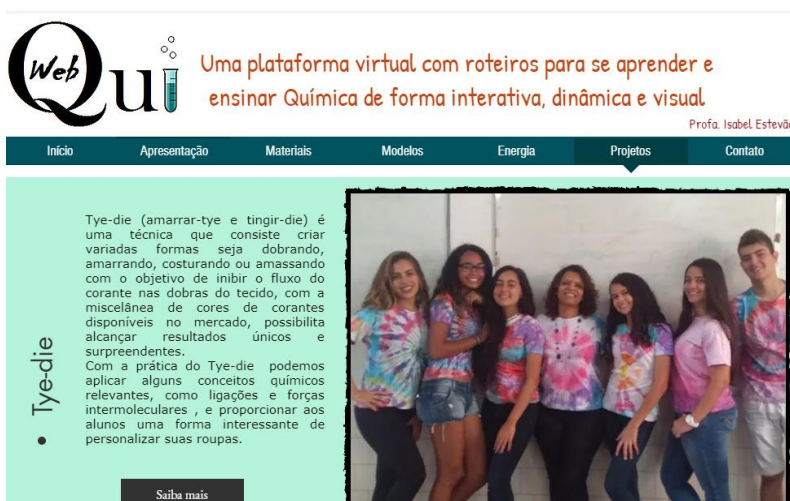 Web
Qui
Uma plataforma virtual com roteiros para se aprender e
ensinar Química de forma interativa, dinâmica e visual
Profa. Isabel Estevã
Início Apresentação Materiais Modelos Energia Projetos Contato
Tye-die (amarrar-tye e tingir-die) é
uma técnica que consiste criar
variadas formas seja dobrando,
amarrando, costurando ou amassando
com o objetivo de inibir o fluxo do
corante nas dobras do tecido, com a
miscelânea de cores de corantes
disponíveis no mercado, possibilita
alcançar resultados únicos e
surpreendentes.
Com a prática do Tye-die podemos
aplicar alguns conceitos químicos
relevantes, como ligações e forças
intermoleculares , e proporcionar aos
alunos uma forma interessante de
personalizar suas roupas.
• Tye-die
Saiba mais